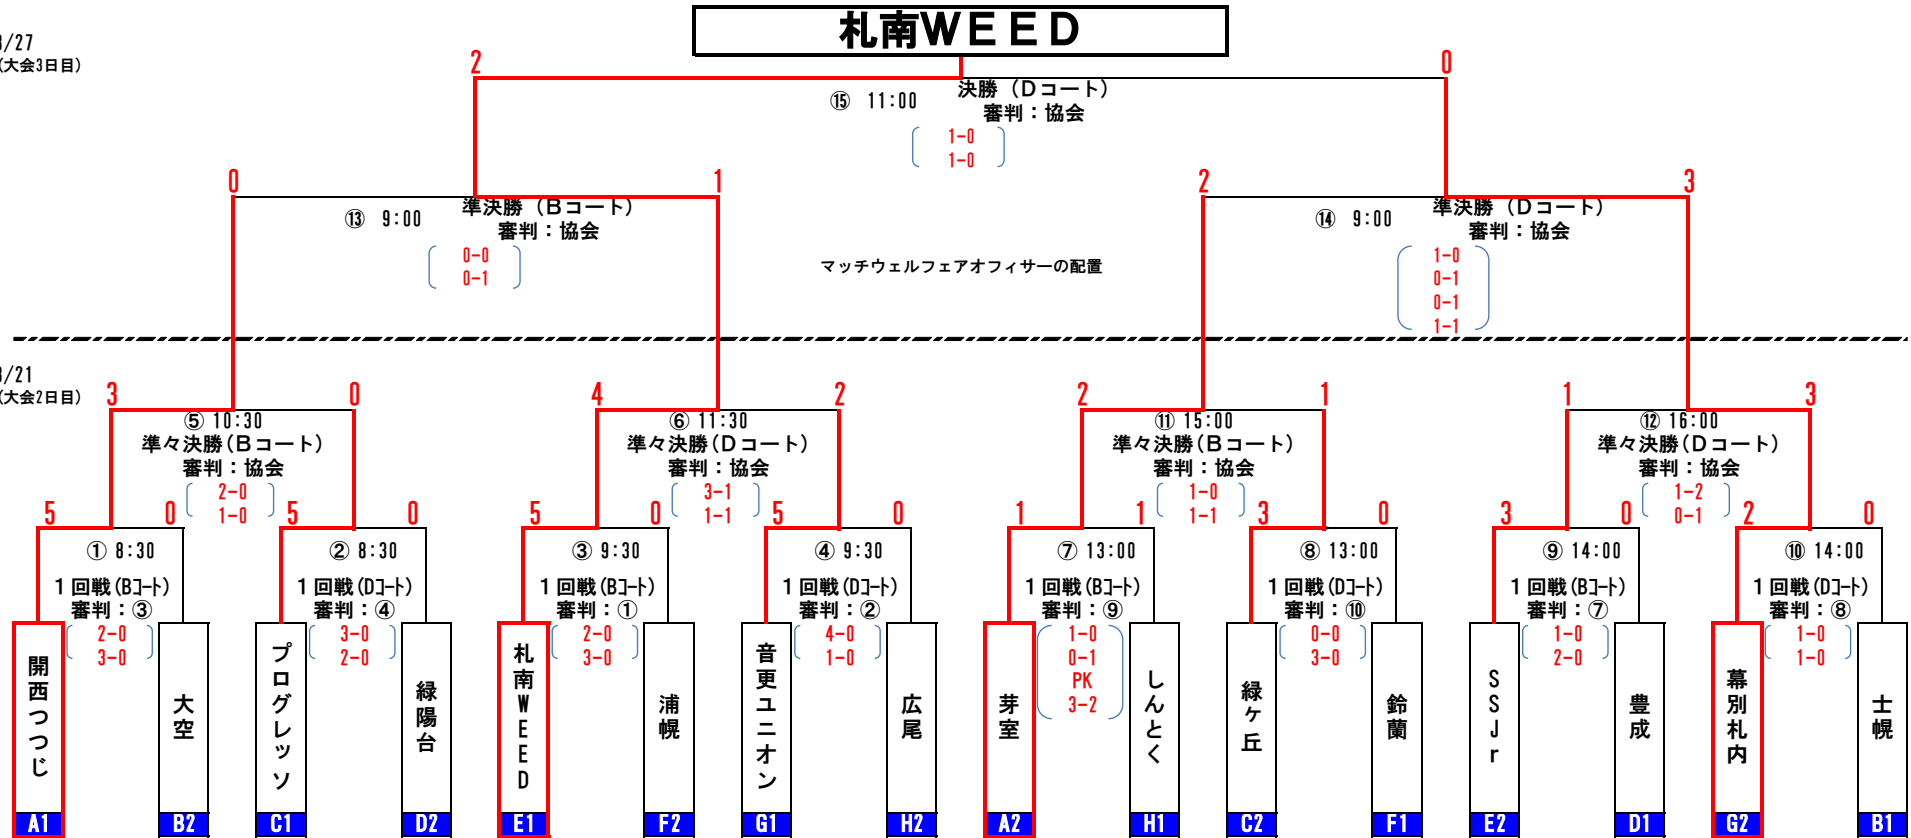 札南WEED
8/27
(大会3日目)
2
0
⑮ 11:00
決勝（Dコート）
審判：協会
1-0
1-0
0
1
2
3
⑬ 9:00
準決勝（Bコート）
審判：協会
0-0
0-1
マッチウェルフェアオフィサーの配置
⑭ 9:00
準決勝（Dコート）
審判：協会
1-0
0-1
0-1
1-1
8/21
(大会2日目)
3
0
4
2
2
1
1
3
⑤ 10:30
準々決勝(Bコート)
審判：協会
2-0
1-0
⑥ 11:30
準々決勝(Dコート)
審判：協会
3-1
1-1
⑪ 15:00
準々決勝(Bコート)
審判：協会
1-0
1-1
⑫ 16:00
準々決勝(Dコート)
審判：協会
1-2
0-1
5
0
5
0
5
0
5
0
1
1
3
0
3
0
2
0
① 8:30
1回戦(Bコート)
審判：③
2-0
3-0
② 8:30
1回戦(Dコート)
審判：④
3-0
2-0
③ 9:30
1回戦(Bコート)
審判：①
2-0
3-0
④ 9:30
1回戦(Dコート)
審判：②
4-0
1-0
⑦ 13:00
1回戦(Bコート)
審判：⑨
1-0
0-1
PK
3-2
⑧ 13:00
1回戦(Dコート)
審判：⑩
0-0
3-0
⑨ 14:00
1回戦(Bコート)
審判：⑦
1-0
2-0
⑩ 14:00
1回戦(Dコート)
審判：⑧
1-0
1-0
開西つつじ
大空
プログレッソ
緑陽台
札南WEED
浦幌
音更ユニオン
広尾
芽室
しんとく
緑ヶ丘
鈴蘭
SSJr
豊成
幕別札内
士幌
A1
B2
C1
D2
E1
F2
G1
H2
A2
H1
C2
F1
E2
D1
G2
B1